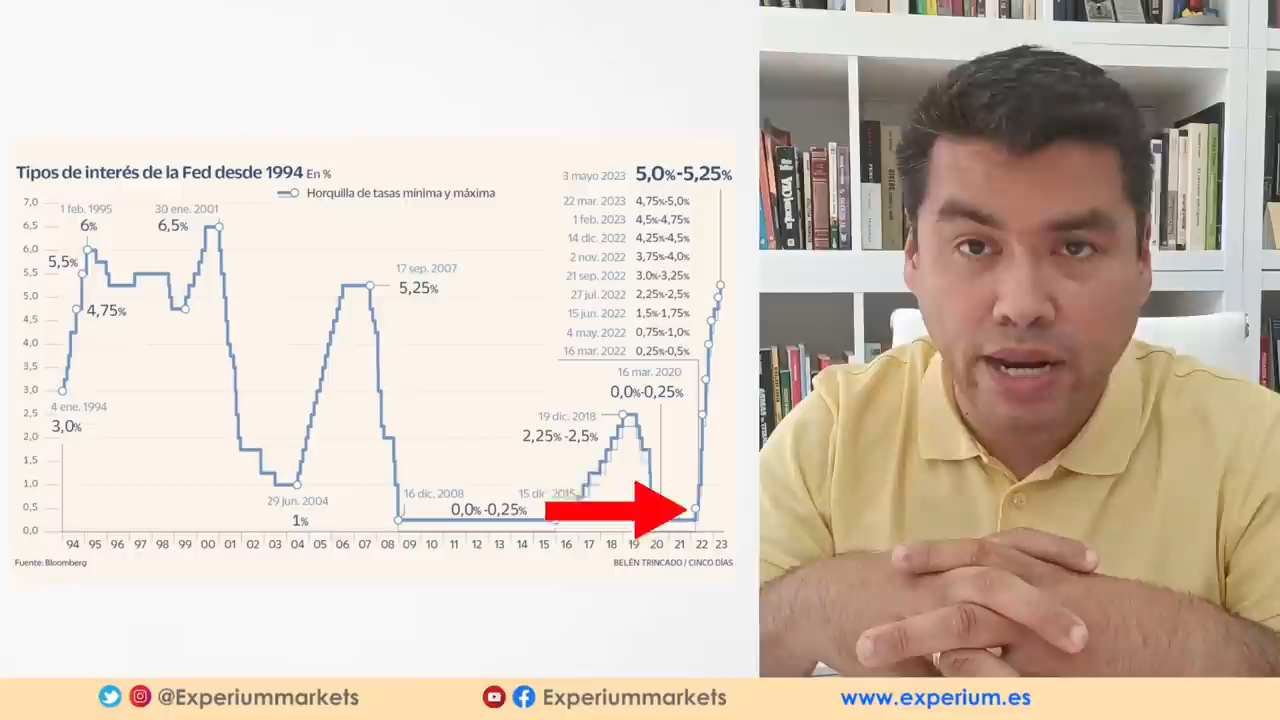 Tipos de interés de la Fed desde 1994 En %
Horquilla de tasas mínima y máxima
3 mayo 2023 5,0%-5,25%
22 mar. 2023 4,75%-5,0%
1 feb. 2023 4,5%-4,75%
14 dic. 2022 4,25%-4,5%
2 nov. 2022 3,75%-4,0%
21 sep. 2022 3.0%-3,25%
27 jul. 2022 2,25%-2,5%
15 jun. 2022 1,5%-1,75%
4 may. 2022 0,75%-1,0%
16 mar. 2022 0,25%-0,5%
7,0
6,5
6,0
5,5
5,0
4,5
4,0
3,5
3,0
2,5
2,0
1,5
1,0
0,5
0,0
1 feb. 1995
6%
30 ene. 2001
6,5%
5,5%
4,75%
17 sep. 2007
5,25%
4 ene. 1994
3,0%
16 mar. 2020
0,0%-0,25%
19 dic. 2018
2,25% -2,5%
29 jun. 2004
1%
16 dic. 2008
15 dic. 2015
0,0% -0,25%
94 95 96 97 98 99 00 01 02 03 04 05 06 07 08 09 10 11 12 13 14 15 16 17 18 19 20 21 22 23
Fuente: Bloomberg
BELÉN TRINCADO / CINCO DÍAS
@Experiummarkets
Experiummarkets
www.experium.es